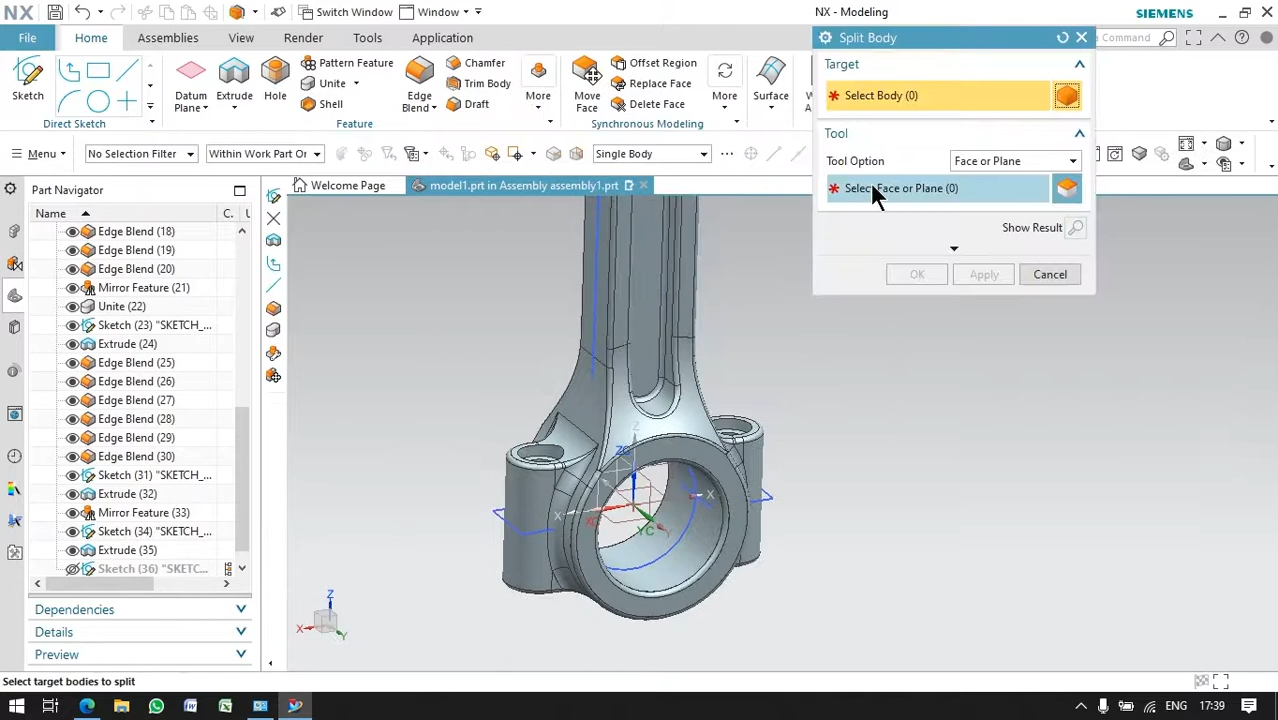 NX
Switch Window
Window
NX - Modeling
SIEMENS
File
Home
Assemblies
View
Render
Tools
Application
Command
Sketch
Direct Sketch
Datum Plane
Extrude
Hole
Pattern Feature
Unite
Shell
Edge Blend
Chamfer
Trim Body
Draft
More
Feature
Move Face
Offset Region
Replace Face
Delete Face
More
Synchronous Modeling
Surface
Menu
No Selection Filter
Within Work Part On
Single Body
Split Body
Target
* Select Body (0)
Tool
Tool Option
Face or Plane
* Select Face or Plane (0)
Show Result
OK
Apply
Cancel
Part Navigator
Name
C.
Edge Blend (18)
Edge Blend (19)
Edge Blend (20)
Mirror Feature (21)
Unite (22)
Sketch (23) "SKETCH_...
Extrude (24)
Edge Blend (25)
Edge Blend (26)
Edge Blend (27)
Edge Blend (28)
Edge Blend (29)
Edge Blend (30)
Sketch (31) "SKETCH_...
Extrude (32)
Mirror Feature (33)
Sketch (34) "SKETCH_...
Extrude (35)
Sketch (36) "SKETC...
Dependencies
Details
Preview
Welcome Page
model1.prt in Assembly assembly1.prt
Z
ZC
X
X
YC
Z
X
Y
Select target bodies to split
ENG
17:39